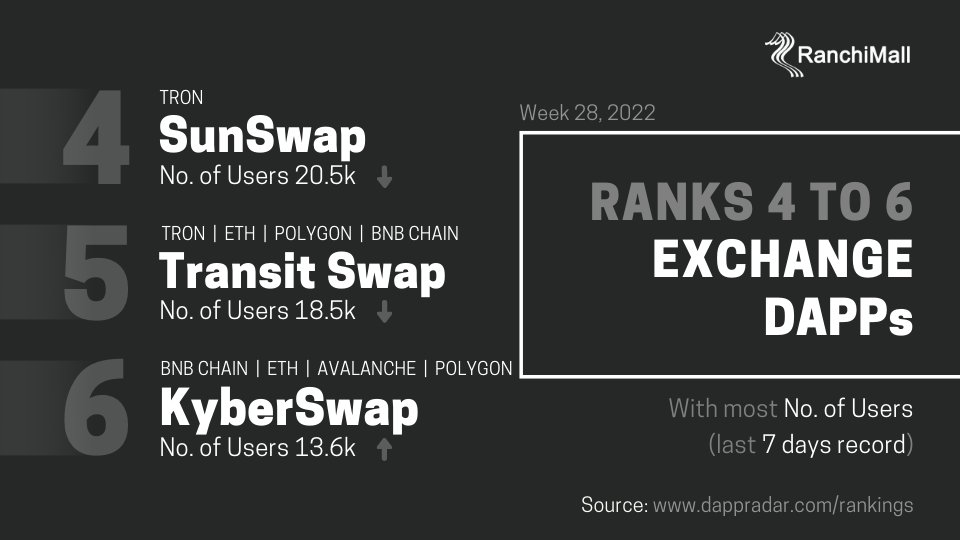 RanchiMall
Week 28, 2022
RANKS 4 TO 6
EXCHANGE
DAPPs
With most No. of Users
(last 7 days record)
Source: www.dappradar.com/rankings
4
TRON
SunSwap
No. of Users 20.5k
5
TRON | ETH | POLYGON | BNB CHAIN
Transit Swap
No. of Users 18.5k
6
BNB CHAIN | ETH | AVALANCHE | POLYGON
KyberSwap
No. of Users 13.6k